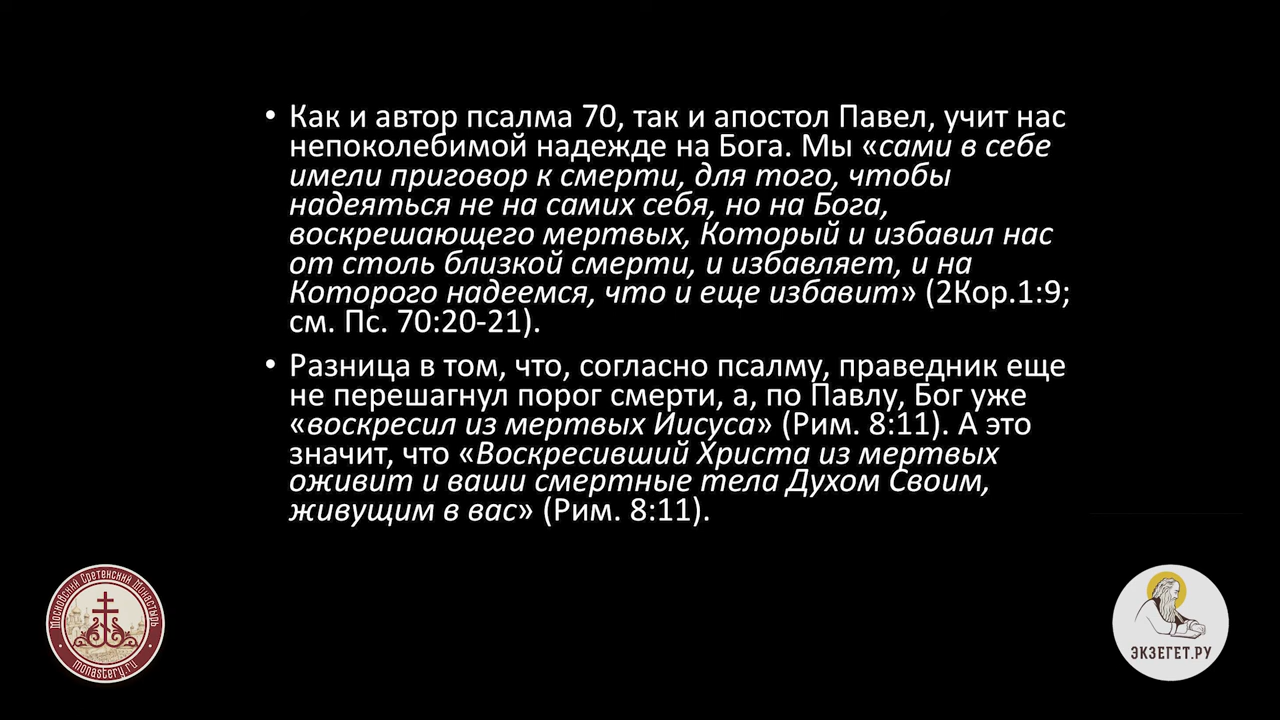 • Как и автор псалма 70, так и апостол Павел, учит нас
непоколебимой надежде на Бога. Мы «сами в себе
имели приговор к смерти, для того, чтобы
надеяться не на самих себя, но на Бога,
воскрешающего мертвых, Который и избавил нас
от столь близкой смерти, и избавляет, и на
Которого надеемся, что и еще избавит» (2Кор.1:9;
см. Пс. 70:20-21).
• Разница в том, что, согласно псалму, праведник еще
не перешагнул порог смерти, а, по Павлу, Бог уже
«воскресил из мертвых Иисуса» (Рим. 8:11). А это
значит, что «Воскресивший Христа из мертвых
оживит и ваши смертные тела Духом Своим,
живущим в вас» (Рим. 8:11).
Московский Сретенский Монастырь
monastery.ru
ЭКЗЕГЕТ.РУ